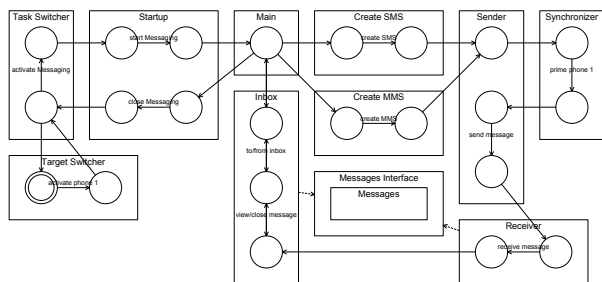 Task Switcher
Startup
Main
Create SMS
Sender
Synchronizer
start Messaging
create SMS
activate Messaging
prime phone 1
Inbox
Create MMS
close Messaging
create MMS
send message
to/from inbox
Target Switcher
Messages Interface
activate phone 1
Messages
view/close message
Receiver
receive message